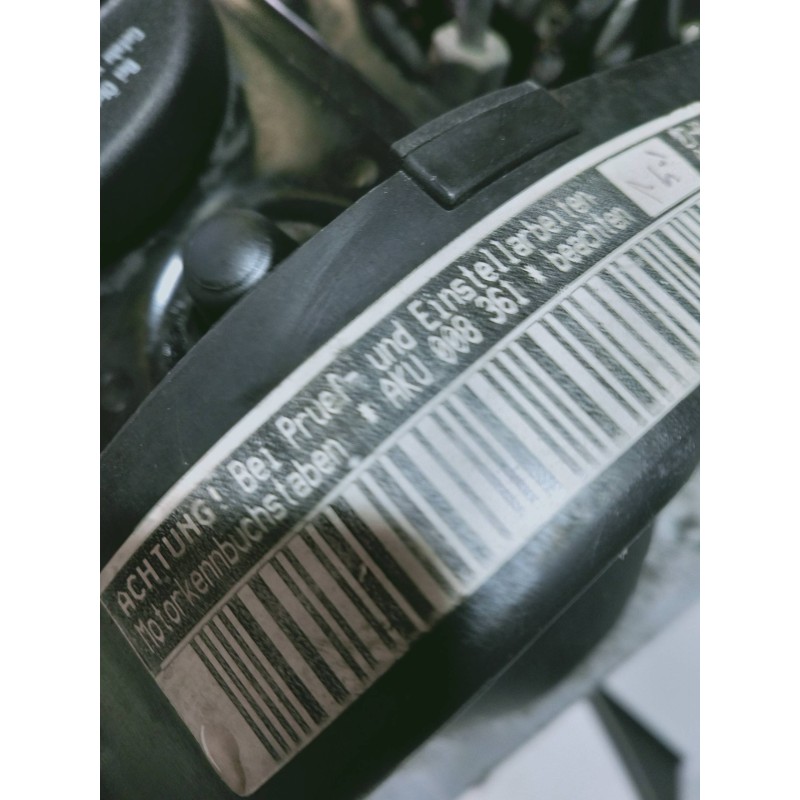 ACHTUNG! Bei Pruef- und Einstellarbeiten
Motorkennbuchstaben * AKU 008 361 * beachten